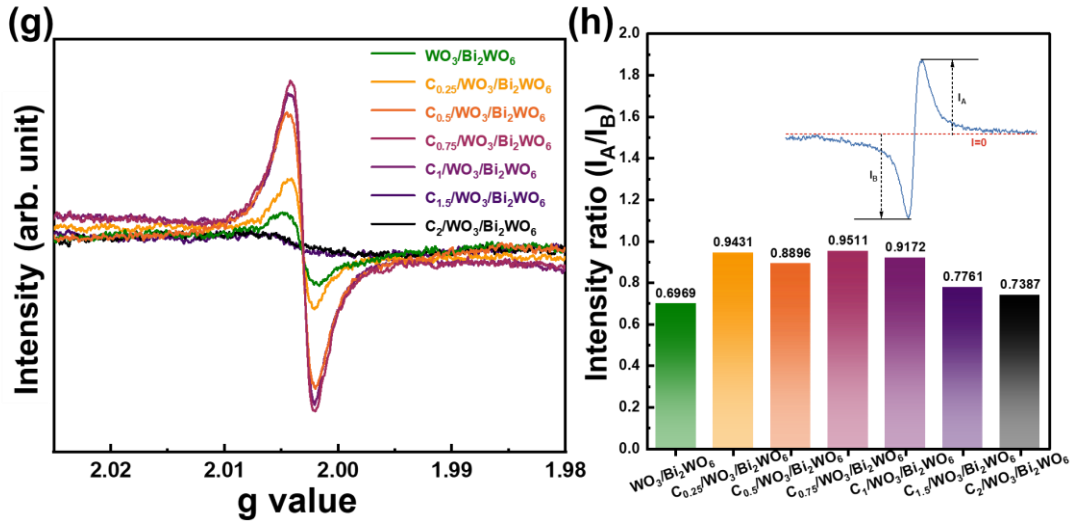 (g)
Intensity (arb. unit)
WO₃/Bi₂WO₆
C₀.₂₅/WO₃/Bi₂WO₆
C₀.₅/WO₃/Bi₂WO₆
C₀.₇₅/WO₃/Bi₂WO₆
C₁/WO₃/Bi₂WO₆
C₁.₅/WO₃/Bi₂WO₆
C₂/WO₃/Bi₂WO₆
2.02 2.01 2.00 1.99 1.98
g value
(h)
Intensity ratio (I_A/I_B)
2.0
1.8
1.6
1.4
1.2
1.0
0.8
0.6
0.4
0.2
0.0
I_A
I=0
I_B
0.6969
0.9431
0.8896
0.9511
0.9172
0.7761
0.7387
WO₃/Bi₂WO₆
C₀.₂₅/WO₃/Bi₂WO₆
C₀.₅/WO₃/Bi₂WO₆
C₀.₇₅/WO₃/Bi₂WO₆
C₁/WO₃/Bi₂WO₆
C₁.₅/WO₃/Bi₂WO₆
C₂/WO₃/Bi₂WO₆